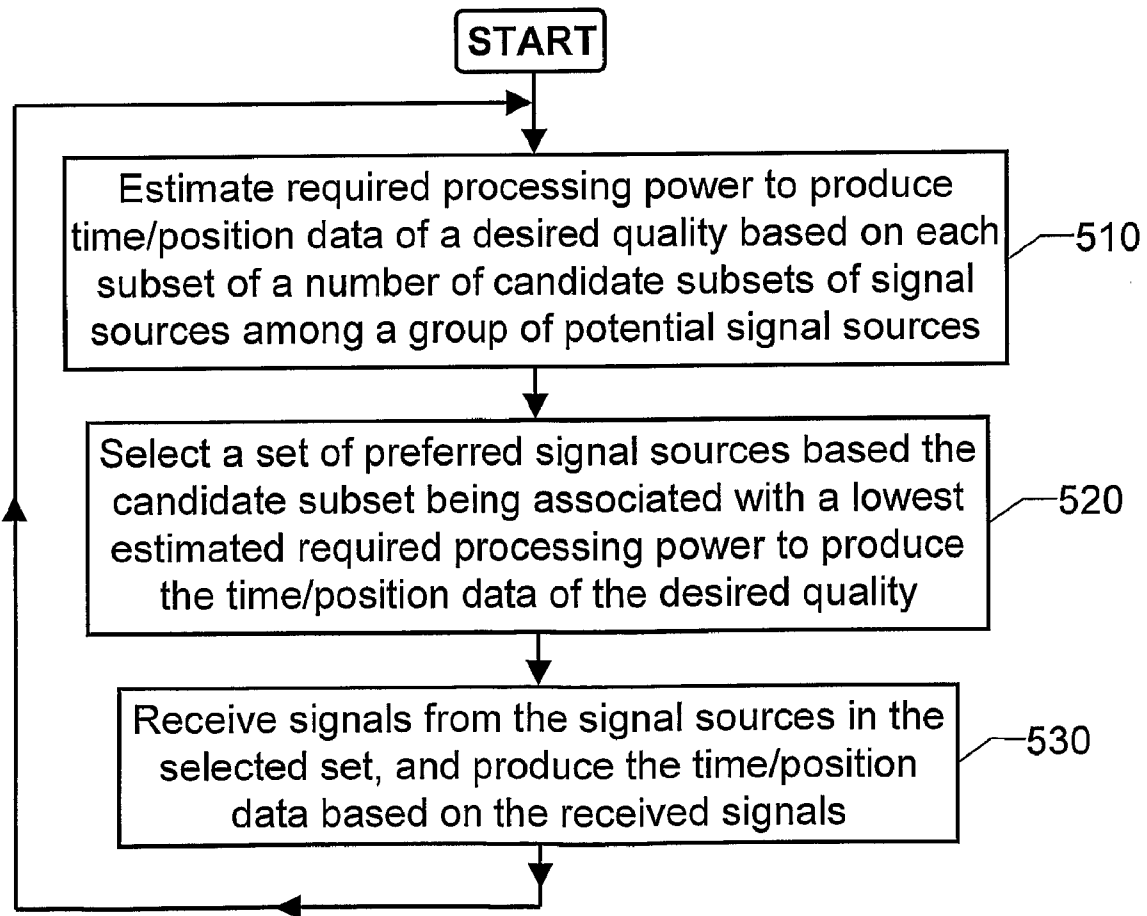 START
Estimate required processing power to produce
time/position data of a desired quality based on each
subset of a number of candidate subsets of signal
sources among a group of potential signal sources
510
Select a set of preferred signal sources based the
candidate subset being associated with a lowest
estimated required processing power to produce
the time/position data of the desired quality
520
Receive signals from the signal sources in the
selected set, and produce the time/position
data based on the received signals
530